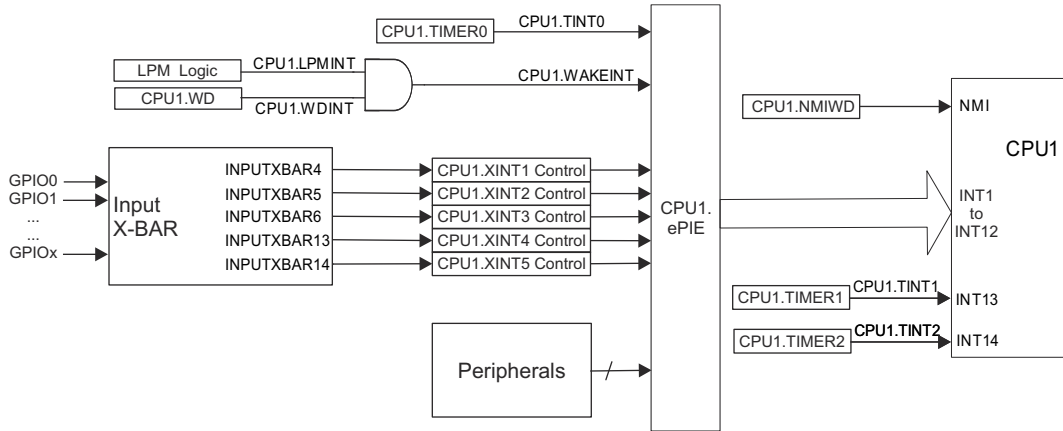 CPU1.TIMER0
CPU1.TINT0
LPM Logic
CPU1.LPMINT
CPU1.WD
CPU1.WDINT
CPU1.WAKEINT
GPIO0
GPIO1
...
...
GPIOx
Input
X-BAR
INPUTXBAR4
INPUTXBAR5
INPUTXBAR6
INPUTXBAR13
INPUTXBAR14
CPU1.XINT1 Control
CPU1.XINT2 Control
CPU1.XINT3 Control
CPU1.XINT4 Control
CPU1.XINT5 Control
Peripherals
CPU1.
ePIE
CPU1.NMIWD
NMI
CPU1
INT1
to
INT12
CPU1.TIMER1
CPU1.TINT1
INT13
CPU1.TIMER2
CPU1.TINT2
INT14